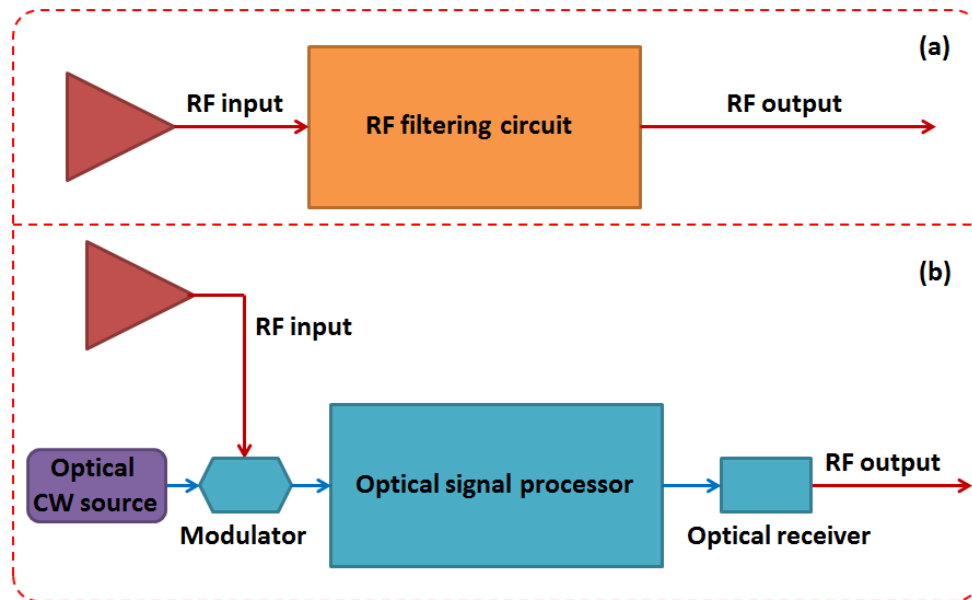 (a)
RF input
RF output
RF filtering circuit
(b)
RF input
Optical
CW source
Modulator
Optical signal processor
Optical receiver
RF output